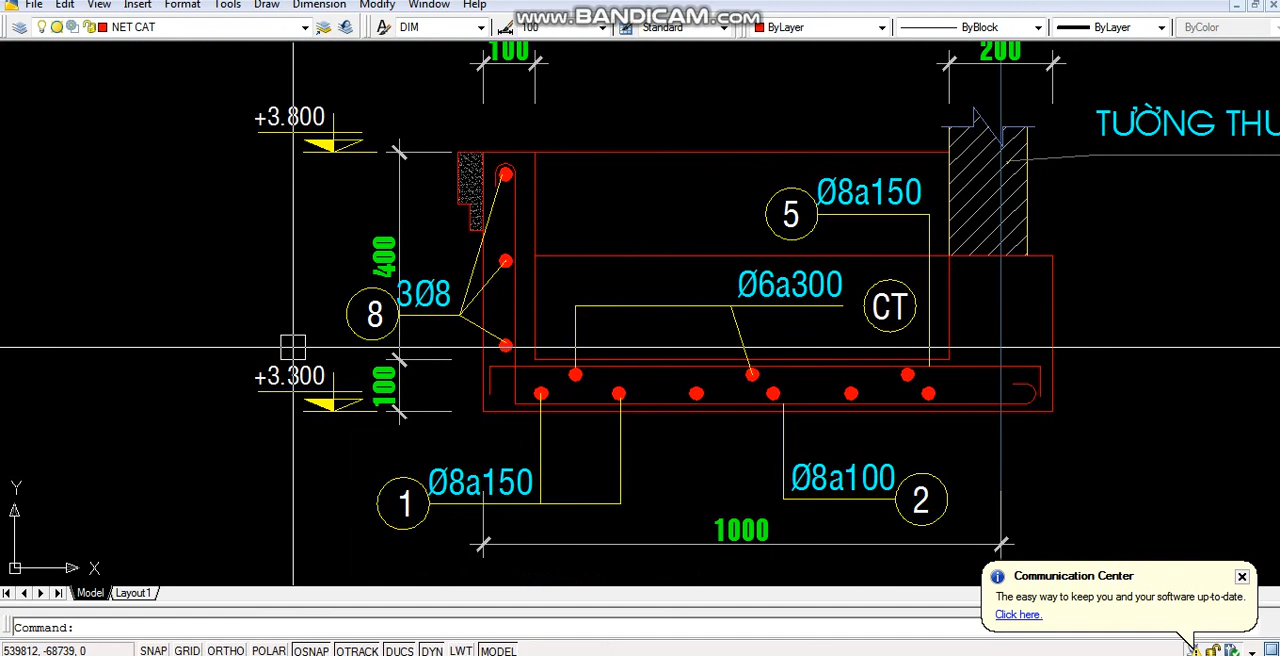 File Edit View Insert Format Tools Draw Dimension Modify Window Help
www.BANDICAM.com
NET CAT
DIM
100
Standard
ByLayer
ByBlock
ByLayer
ByColor
100
200
+3.800
TƯỜNG THU
Ø8a150
5
400
3Ø8
8
Ø6a300
CT
+3.300
100
Ø8a150
1
Ø8a100
2
1000
Y
X
Model Layout1
Communication Center
The easy way to keep you and your software up-to-date.
Click here.
Command:
539812, -68739, 0
SNAP GRID ORTHO POLAR OSNAP OTRACK DUCS DYN LWT MODEL